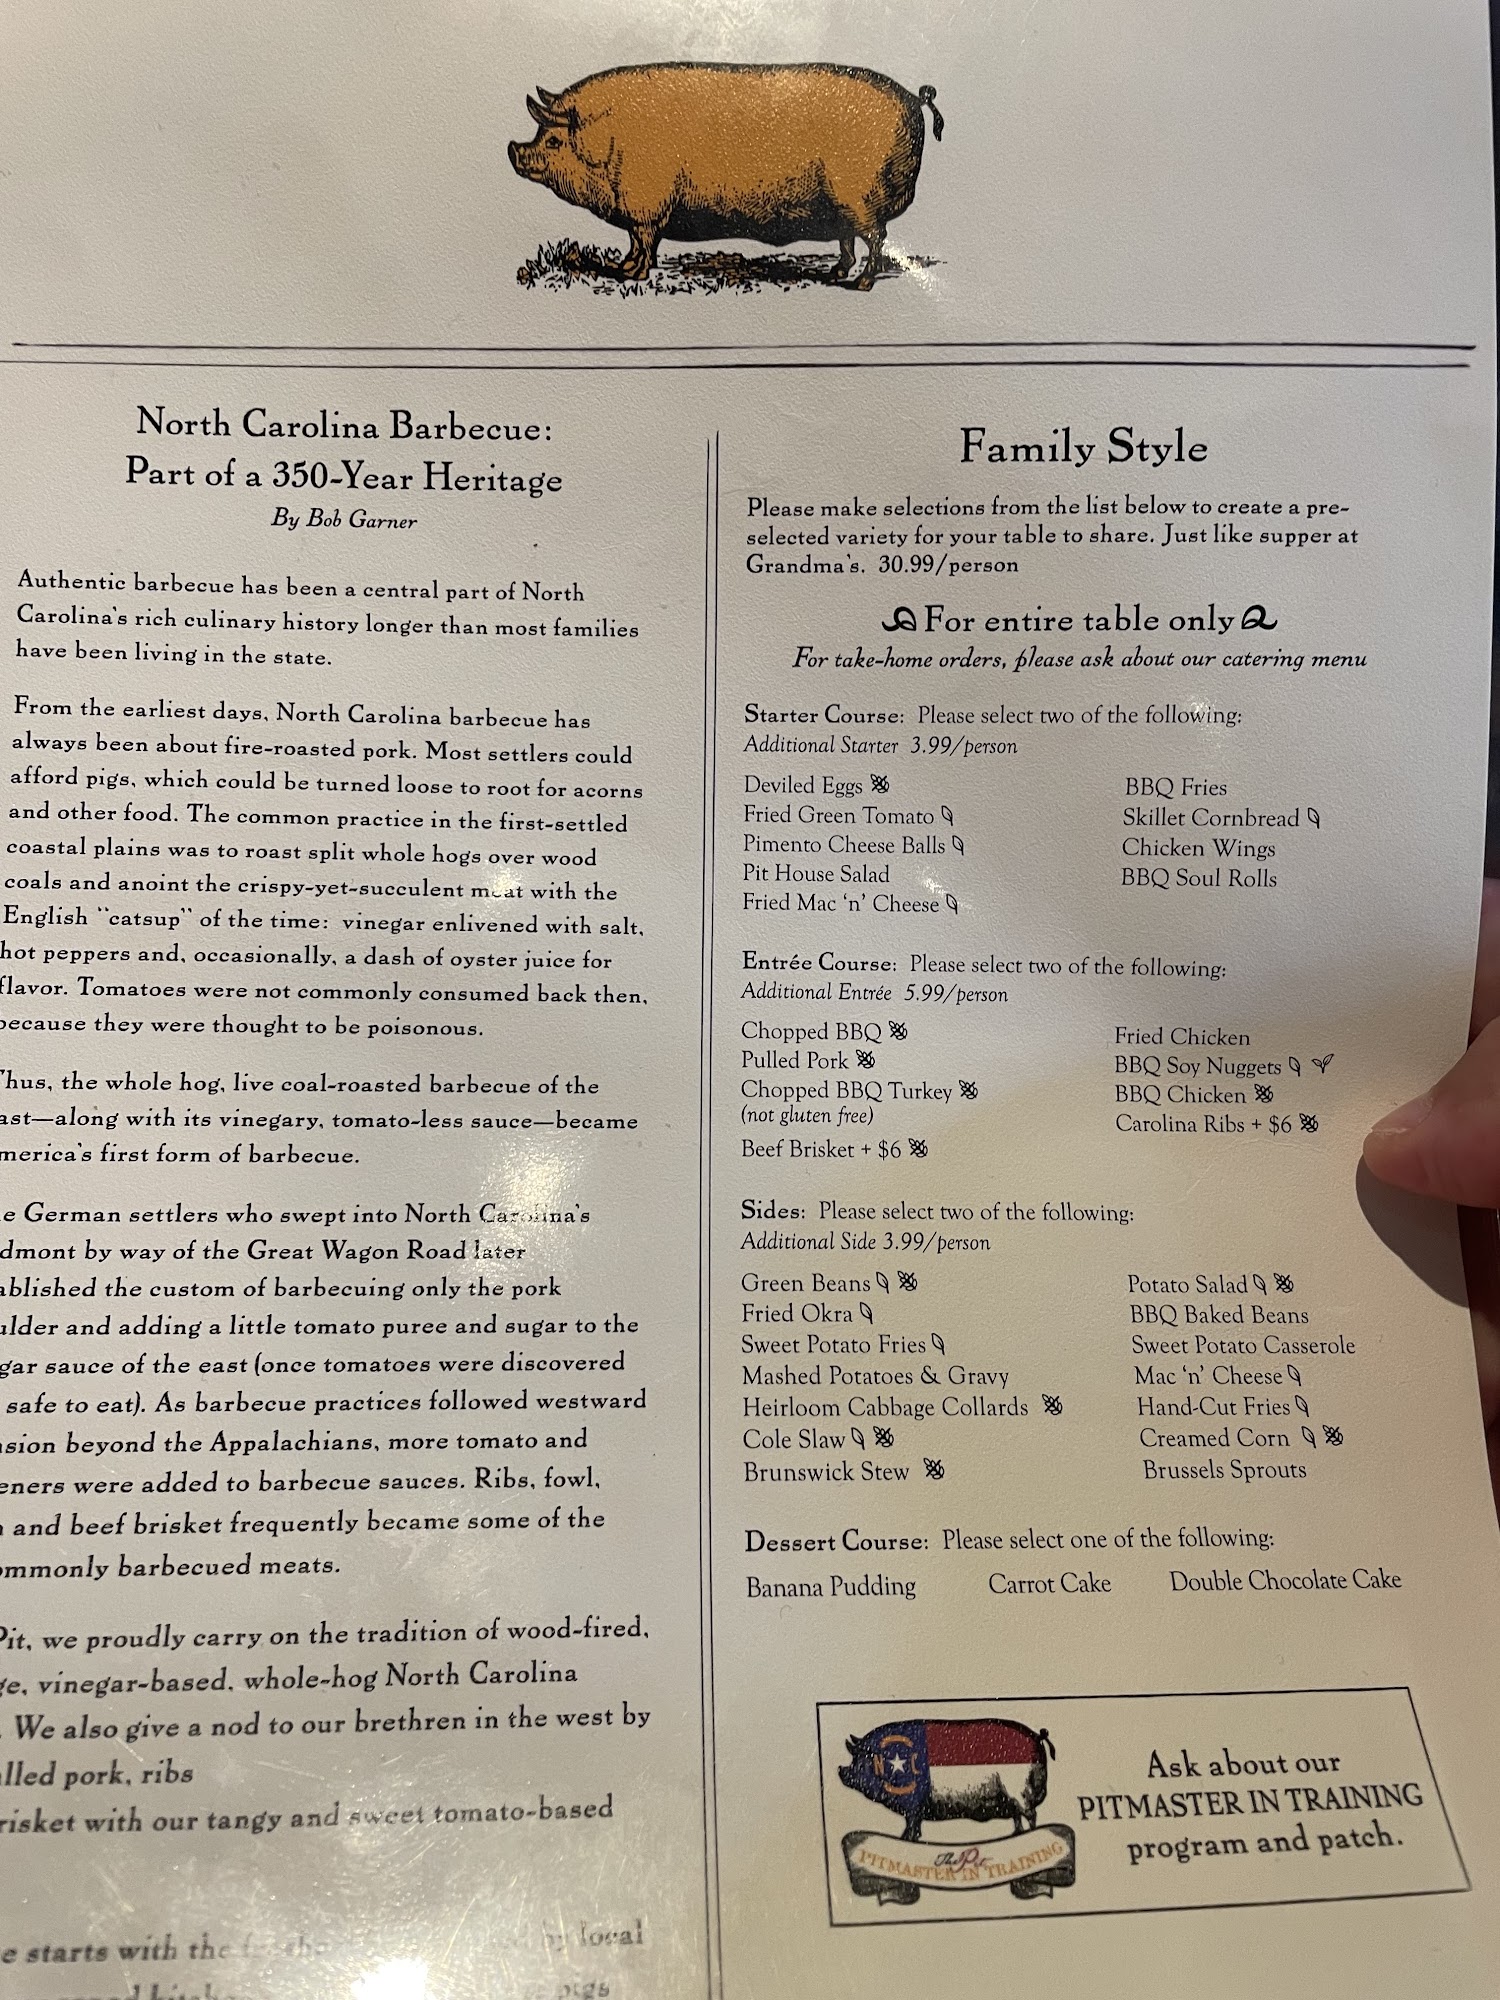 North Carolina Barbecue:
Part of a 350-Year Heritage
By Bob Garner
Authentic barbecue has been a central part of North
Carolina's rich culinary history longer than most families
have been living in the state.
From the earliest days, North Carolina barbecue has
always been about fire-roasted pork. Most settlers could
afford pigs, which could be turned loose to root for acorns
and other food. The common practice in the first-settled
coastal plains was to roast split whole hogs over wood
coals and anoint the crispy-yet-succulent meat with the
English "catsup" of the time: vinegar enlivened with salt,
hot peppers and, occasionally, a dash of oyster juice for
flavor. Tomatoes were not commonly consumed back then,
because they were thought to be poisonous.
Thus, the whole hog, live coal-roasted barbecue of the
ast—along with its vinegary, tomato-less sauce—became
merica's first form of barbecue.
e German settlers who swept into North Carolina's
dmont by way of the Great Wagon Road later
ablished the custom of barbecuing only the pork
ulder and adding a little tomato puree and sugar to the
gar sauce of the east (once tomatoes were discovered
safe to eat). As barbecue practices followed westward
nsion beyond the Appalachians, more tomato and
eners were added to barbecue sauces. Ribs, fowl,
and beef brisket frequently became some of the
ommonly barbecued meats.
Pit, we proudly carry on the tradition of wood-fired,
ge, vinegar-based, whole-hog North Carolina
. We also give a nod to our brethren in the west by
lled pork, ribs
risket with our tangy and sweet tomato-based
e starts with the by local
pigs
Family Style
Please make selections from the list below to create a pre-
selected variety for your table to share. Just like supper at
Grandma's. 30.99/person
For entire table only
For take-home orders, please ask about our catering menu
Starter Course: Please select two of the following:
Additional Starter 3.99/person
Deviled Eggs
Fried Green Tomato
Pimento Cheese Balls
Pit House Salad
Fried Mac 'n' Cheese
BBQ Fries
Skillet Cornbread
Chicken Wings
BBQ Soul Rolls
Entrée Course: Please select two of the following:
Additional Entrée 5.99/person
Chopped BBQ
Pulled Pork
Chopped BBQ Turkey
(not gluten free)
Beef Brisket + $6
Fried Chicken
BBQ Soy Nuggets
BBQ Chicken
Carolina Ribs + $6
Sides: Please select two of the following:
Additional Side 3.99/person
Green Beans
Fried Okra
Sweet Potato Fries
Mashed Potatoes & Gravy
Heirloom Cabbage Collards
Cole Slaw
Brunswick Stew
Potato Salad
BBQ Baked Beans
Sweet Potato Casserole
Mac 'n' Cheese
Hand-Cut Fries
Creamed Corn
Brussels Sprouts
Dessert Course: Please select one of the following:
Banana Pudding Carrot Cake Double Chocolate Cake
N C
The Pit
PITMASTER IN TRAINING
Ask about our
PITMASTER IN TRAINING
program and patch.